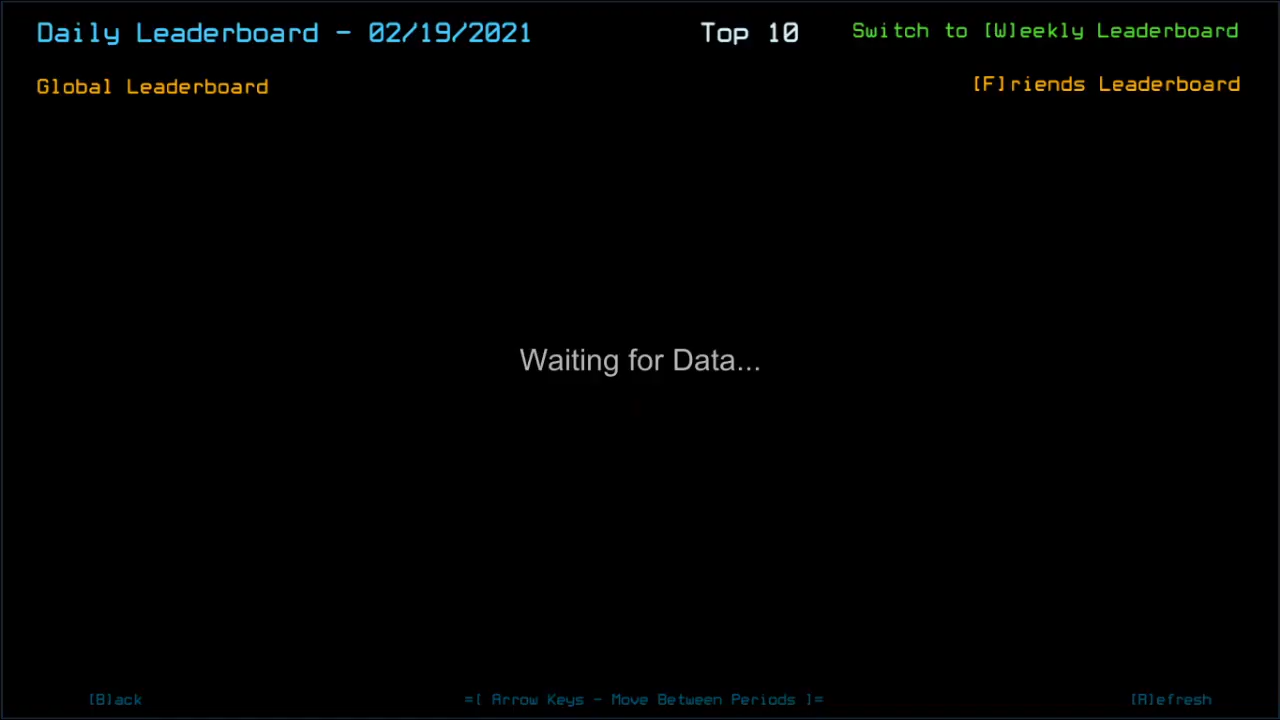 Daily Leaderboard - 02/19/2021
Top 10
Switch to [W]eekly Leaderboard
Global Leaderboard
[F]riends Leaderboard
Waiting for Data...
[B]ack
=[ Arrow Keys - Move Between Periods ]=
[R]efresh